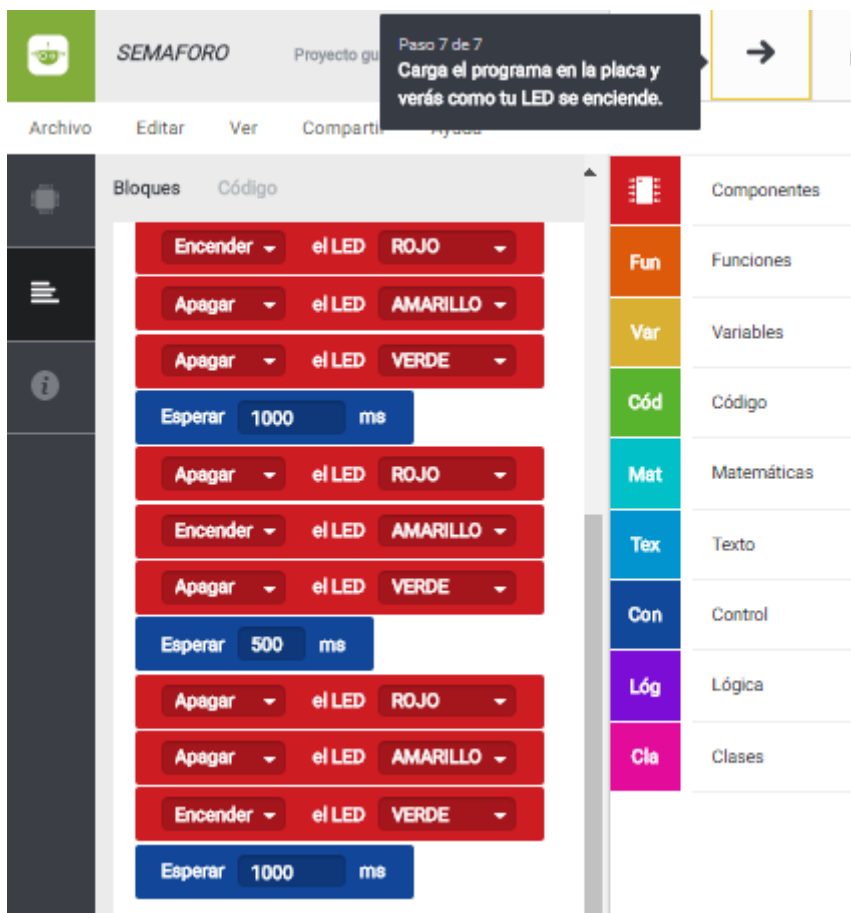 SEMAFORO
Proyecto gu
Paso 7 de 7
Carga el programa en la placa y
verás como tu LED se enciende.
Archivo Editar Ver Compartir Ayuda
Bloques Código
Encender el LED ROJO
Apagar el LED AMARILLO
Apagar el LED VERDE
Esperar 1000 ms
Apagar el LED ROJO
Encender el LED AMARILLO
Apagar el LED VERDE
Esperar 500 ms
Apagar el LED ROJO
Apagar el LED AMARILLO
Encender el LED VERDE
Esperar 1000 ms
Componentes
Fun Funciones
Var Variables
Cód Código
Mat Matemáticas
Tex Texto
Con Control
Lóg Lógica
Cla Clases